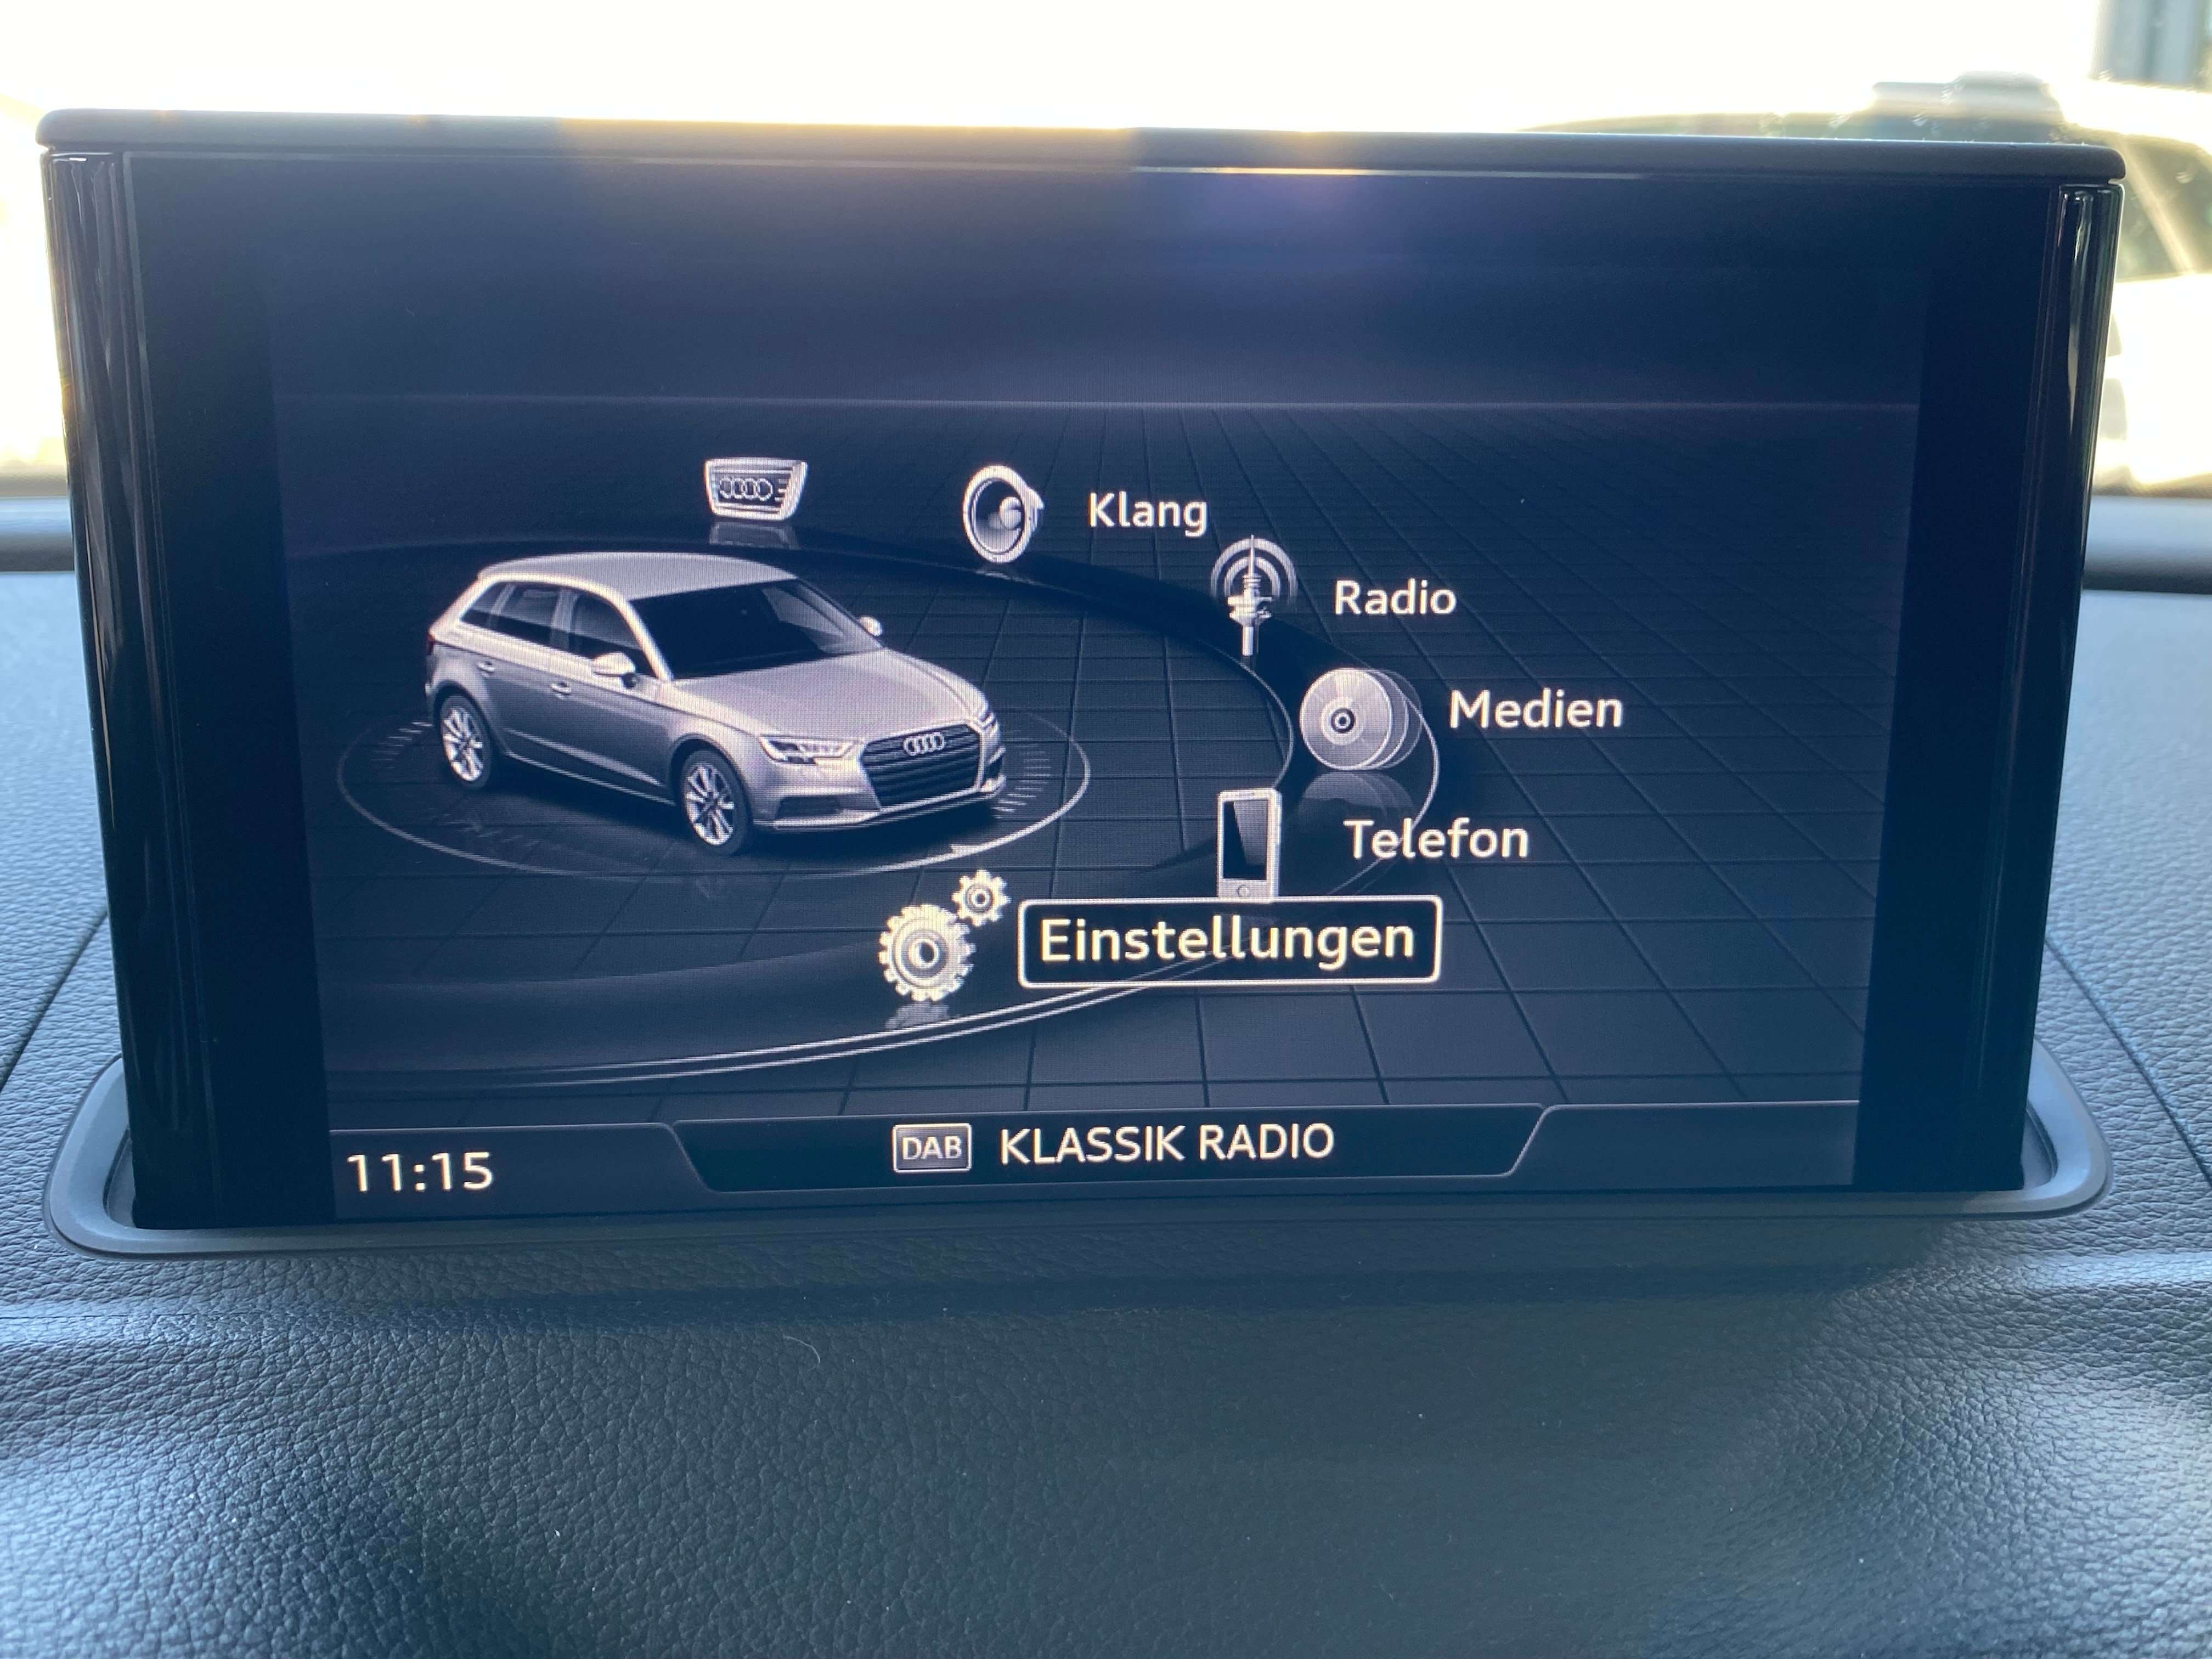 Klang
Radio
Medien
Telefon
Einstellungen
11:15
DAB KLASSIK RADIO